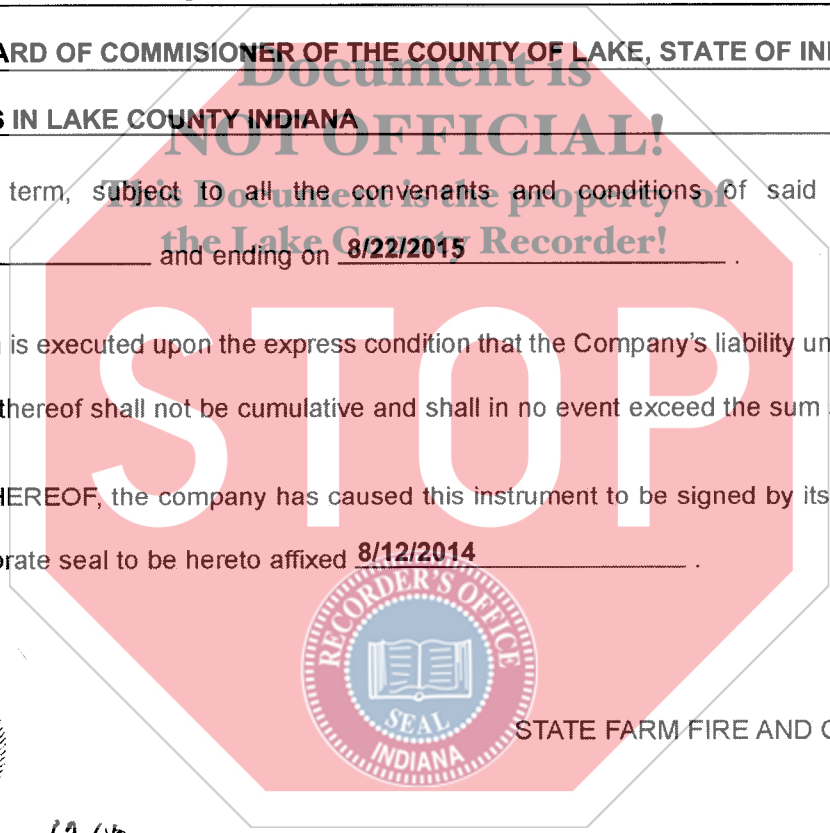 ARD OF COMMISIONER OF THE COUNTY OF LAKE, STATE OF
Document is
IN LAKE COUNTY INDIANA
NOT OFFICIAL!
term, subject to all the convenants and conditions of said
This Document is the property of
the Lake County Recorder!
and ending on 8/22/2015 .
is executed upon the express condition that the Company's liability
thereof shall not be cumulative and shall in no event exceed the sum
STOP
HEREOF, the company has caused this instrument to be signed by its
orate seal to be hereto affixed 8/12/2014 .
RECORDER'S OFFICE
SEAL
INDIANA
STATE FARM FIRE AND